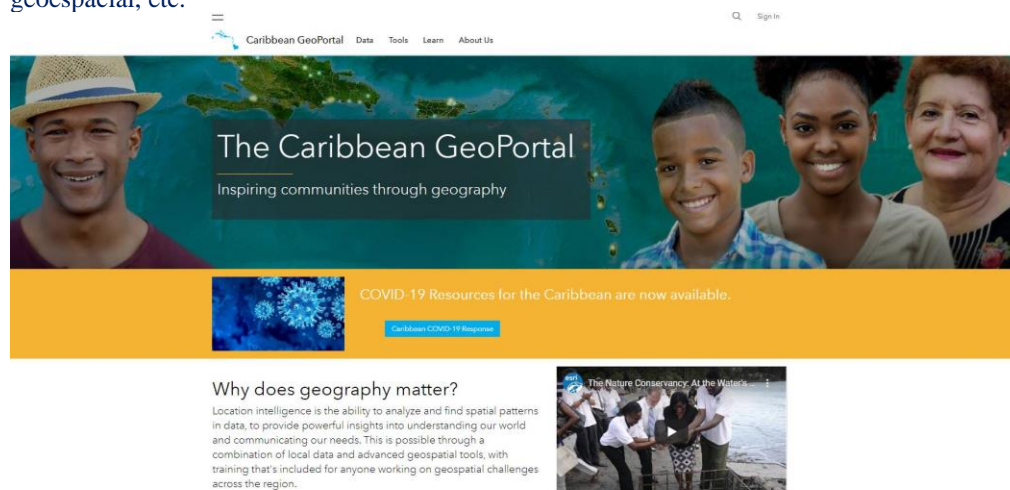 geoespacial, etc.
Sign In
Caribbean GeoPortal Data Tools Learn About Us
The Caribbean GeoPortal
Inspiring communities through geography
COVID-19 Resources for the Caribbean are now available.
Caribbean COVID-19 Response
Why does geography matter?
Location intelligence is the ability to analyze and find spatial patterns
in data, to provide powerful insights into understanding our world
and communicating our needs. This is possible through a
combination of local data and advanced geospatial tools, with
training that's included for anyone working on geospatial challenges
across the region.
esri
The Nature Conservancy: At the Water's ...